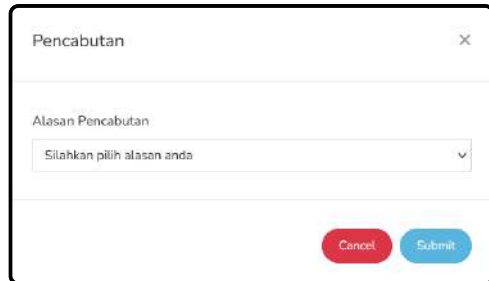 Pencabutan
Alasan Pencabutan
Silahkan pilih alasan anda
Cancel Submit